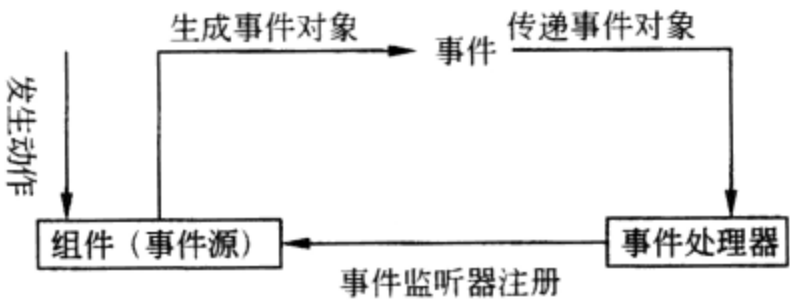 生成事件对象
事件
传递事件对象
发生动作
组件（事件源）
事件处理器
事件监听器注册